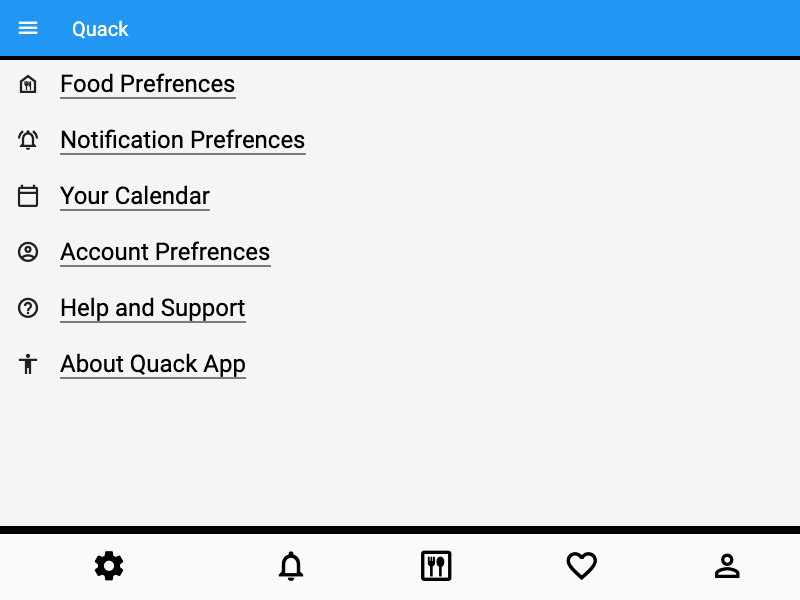 Quack
Food Prefrences
Notification Prefrences
Your Calendar
Account Prefrences
Help and Support
About Quack App